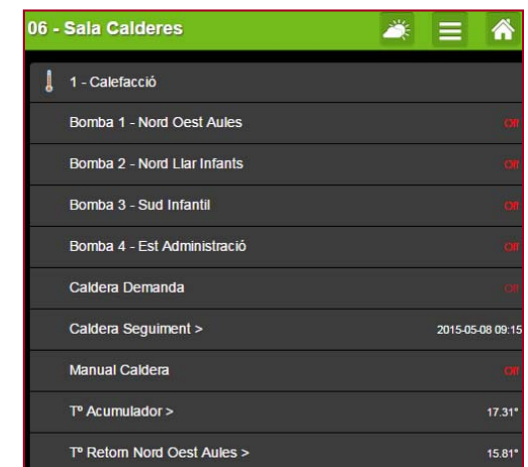 06 - Sala Calderes
1 - Calefacció
Bomba 1 - Nord Oest Aules Off
Bomba 2 - Nord Llar Infants Off
Bomba 3 - Sud Infantil Off
Bomba 4 - Est Administració Off
Caldera Demanda Off
Caldera Seguiment > 2015-05-08 09:15
Manual Caldera Off
Tº Acumulador > 17.31°
Tº Retorn Nord Oest Aules > 15.81°